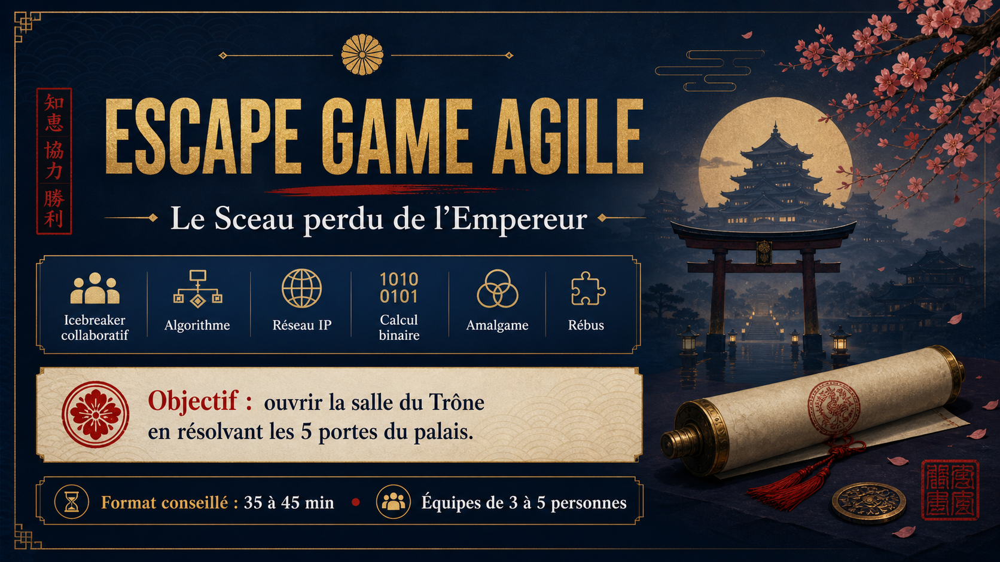 知恵
協力
勝利
ESCAPE GAME AGILE
Le Sceau perdu de l’Empereur
Icebreaker
collaboratif
Algorithme
Réseau IP
1010
0101
Calcul
binaire
Amalgame
Rébus
Objectif : ouvrir la salle du Trône
en résolvant les 5 portes du palais.
Format conseillé : 35 à 45 min • Équipes de 3 à 5 personnes